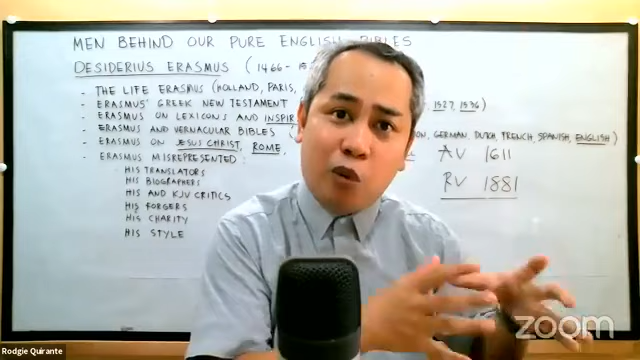 MEN BEHIND OUR PURE ENGLISH BIBLES
DESIDERIUS ERASMUS (1466-
- THE LIFE ERASMUS (HOLLAND, PARIS,
- ERASMUS' GREEK NEW TESTAMENT , 1527, 1536)
- ERASMUS ON LEXICONS AND INSPIR
- ERASMUS AND VERNACULAR BIBLES ( GERMAN, DUTCH, FRENCH, SPANISH, ENGLISH)
- ERASMUS ON JESUS CHRIST, ROME,
- ERASMUS MISREPRESENTED:
HIS TRANSLATORS
HIS BIOGRAPHERS
HIS AND KJV CRITICS
HIS FORGERS
HIS CHARITY
HIS STYLE
AV 1611
RV 1881
Rodgie Quirante
zoom